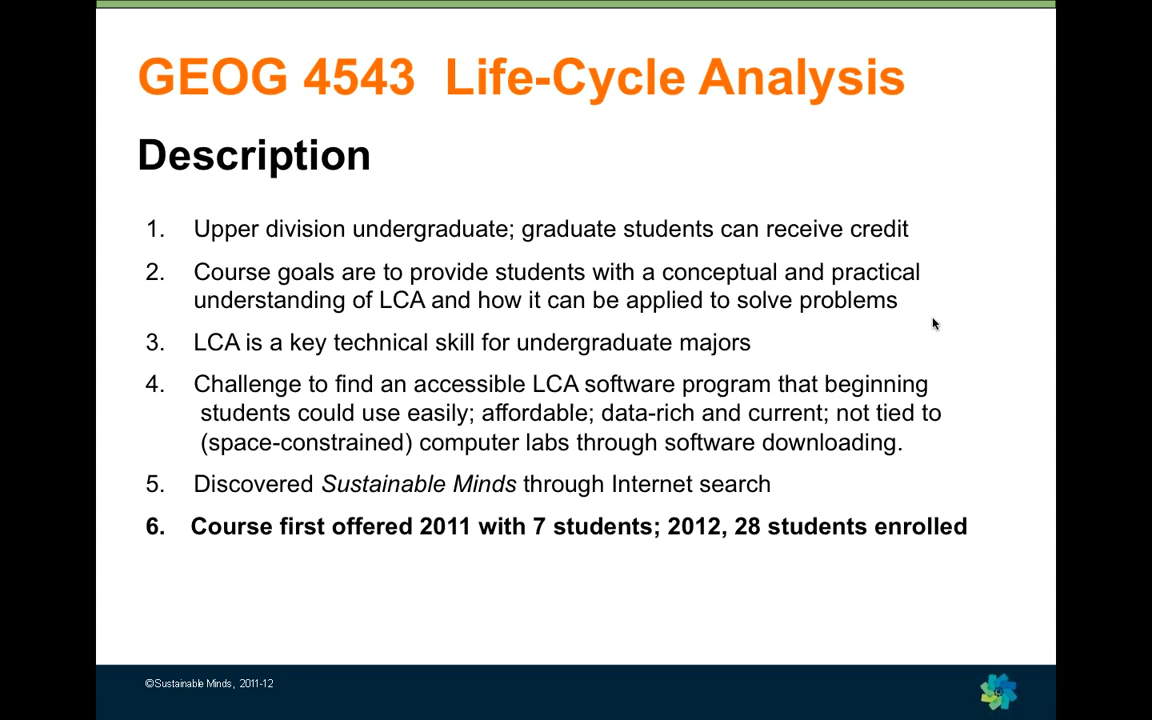 GEOG 4543  Life-Cycle Analysis
Description
1. Upper division undergraduate; graduate students can receive credit
2. Course goals are to provide students with a conceptual and practical
understanding of LCA and how it can be applied to solve problems
3. LCA is a key technical skill for undergraduate majors
4. Challenge to find an accessible LCA software program that beginning
students could use easily; affordable; data-rich and current; not tied to
(space-constrained) computer labs through software downloading.
5. Discovered Sustainable Minds through Internet search
6. Course first offered 2011 with 7 students; 2012, 28 students enrolled
©Sustainable Minds, 2011-12